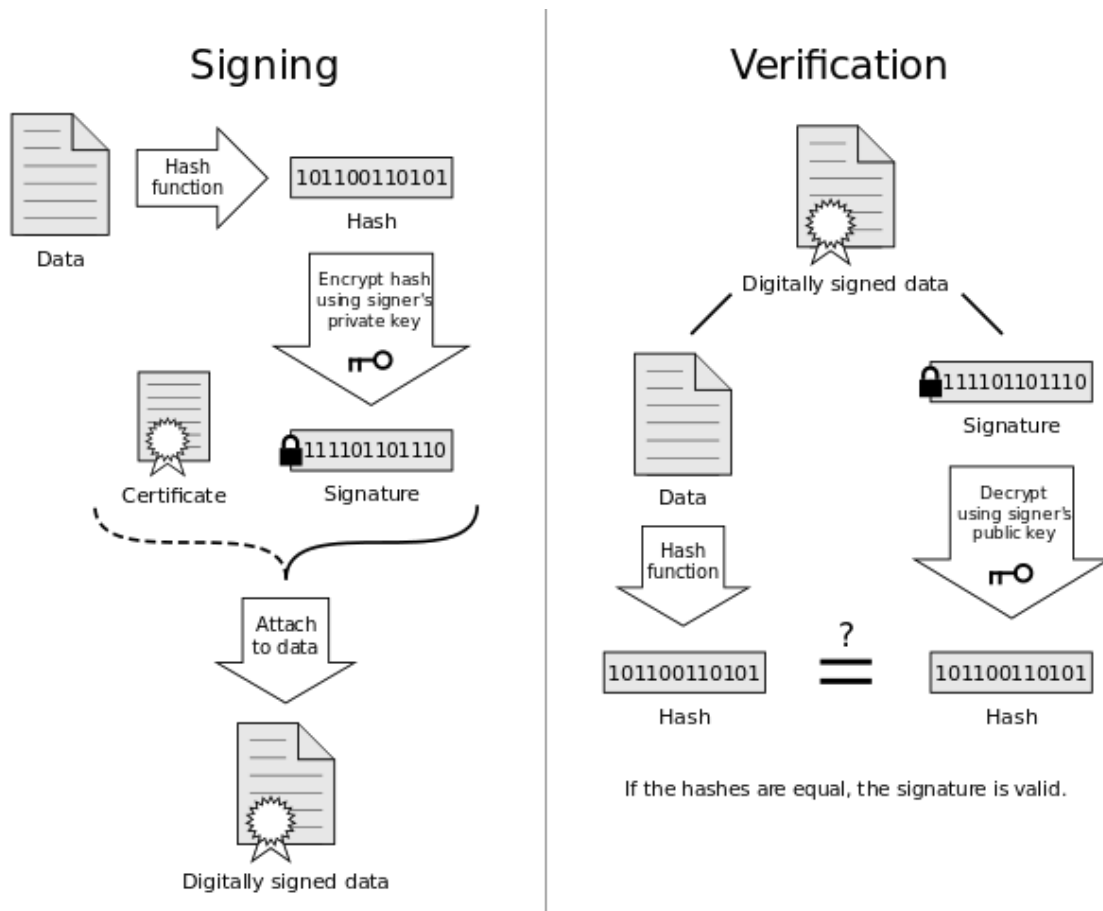 Signing
Hash
function
101100110101
Hash
Data
Encrypt hash
using signer's
private key
Certificate
111101101110
Signature
Attach
to data
Digitally signed data
Verification
Digitally signed data
Data
111101101110
Signature
Hash
function
Decrypt
using signer's
public key
101100110101
Hash
?
=
101100110101
Hash
If the hashes are equal, the signature is valid.